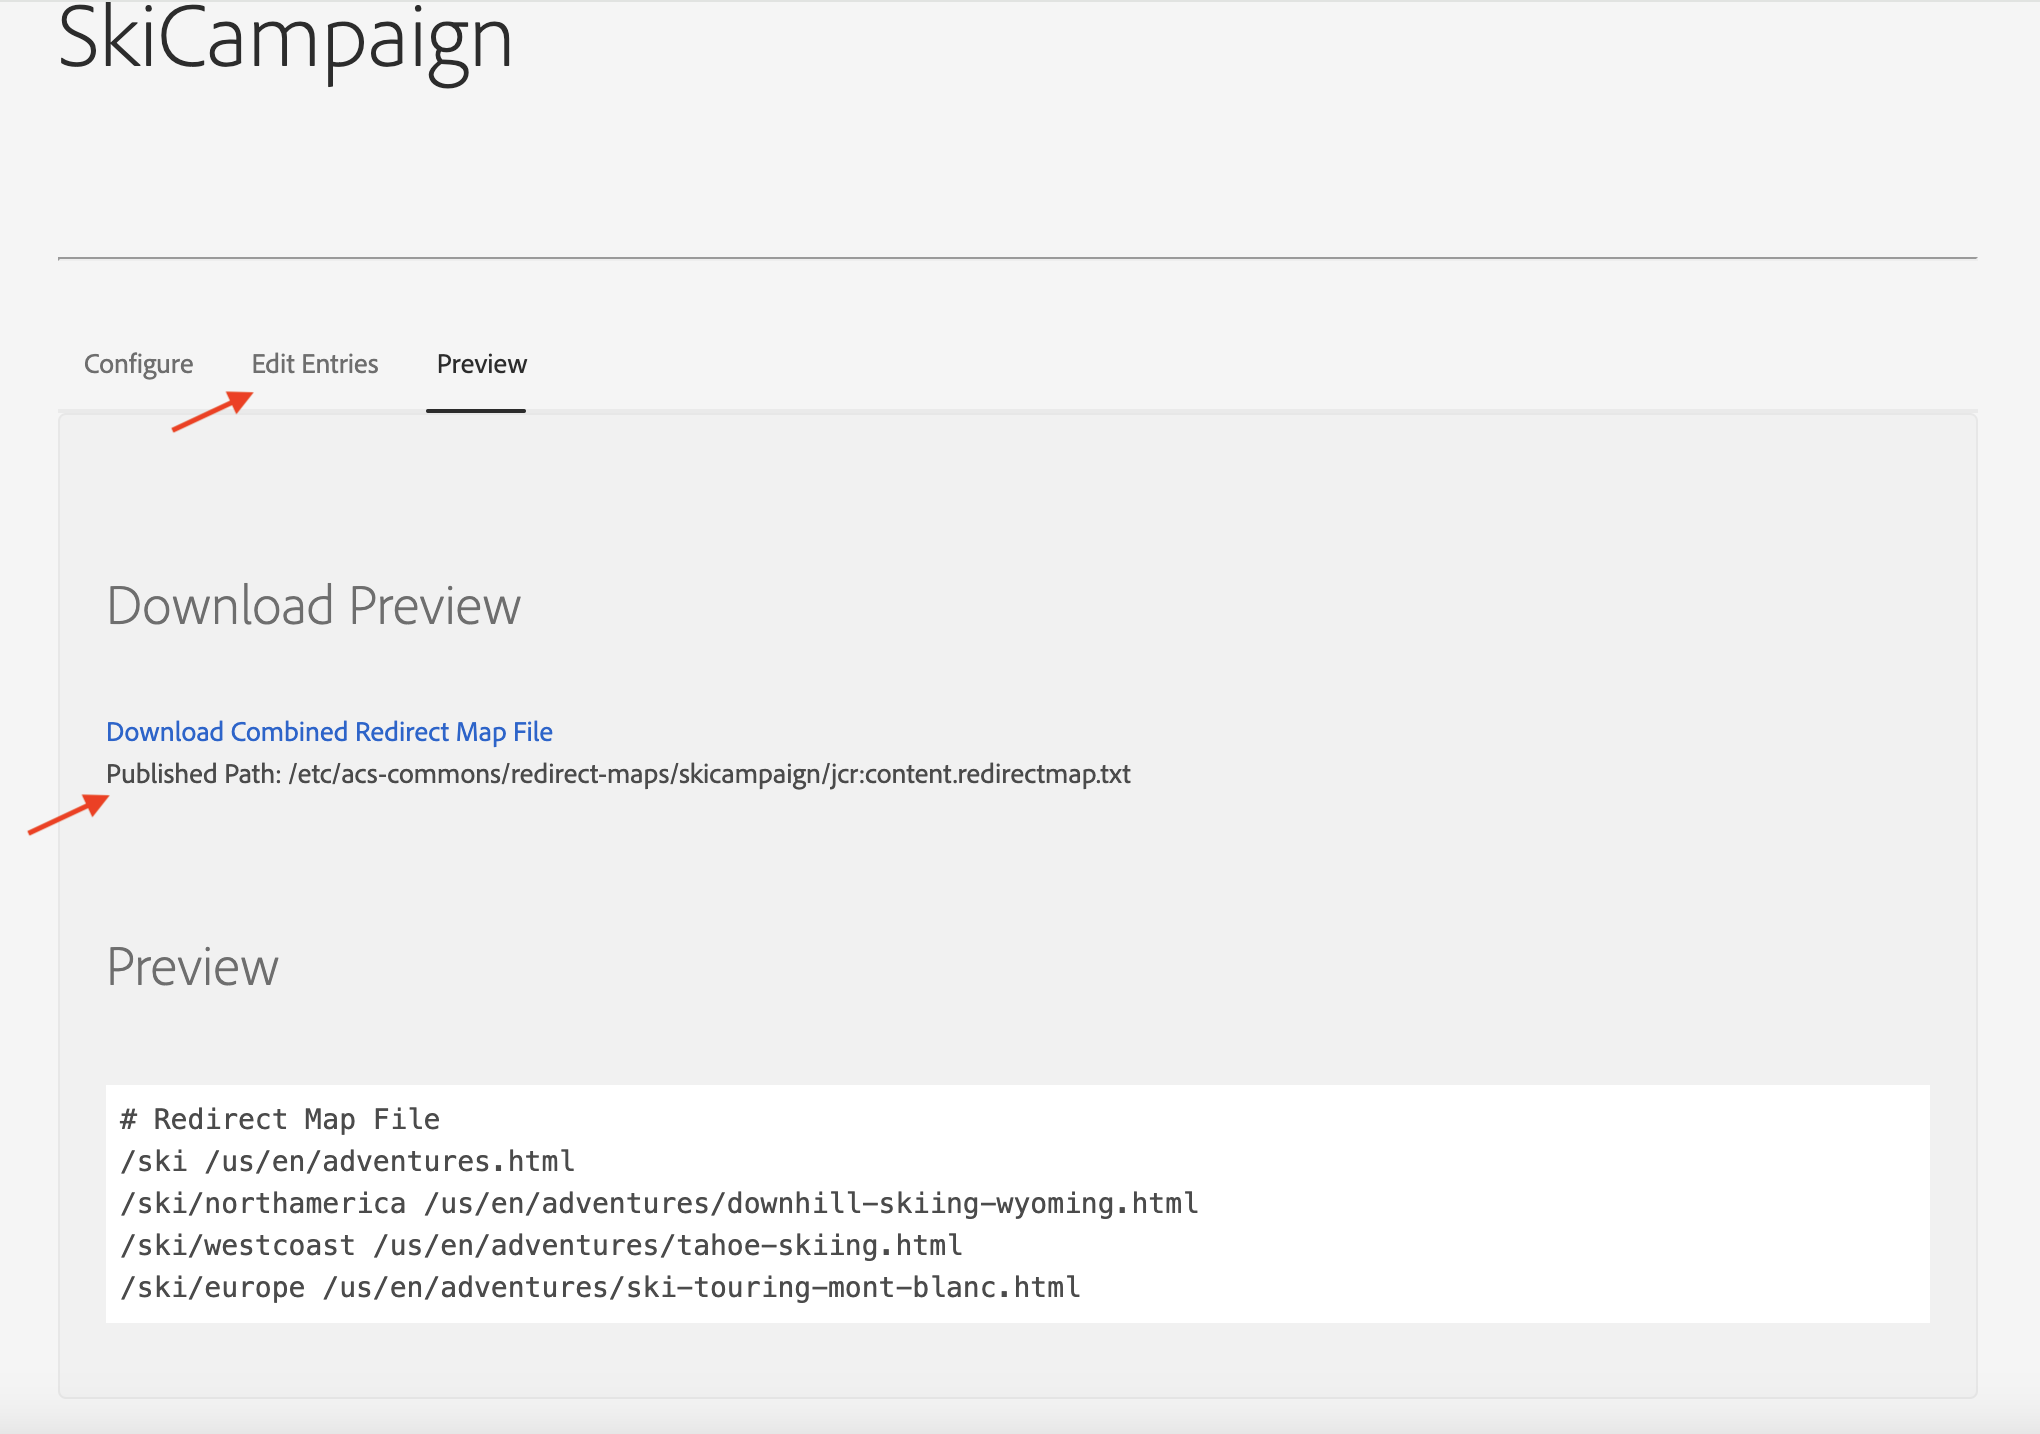 SkiCampaign
Configure Edit Entries Preview
Download Preview
Download Combined Redirect Map File
Published Path: /etc/acs-commons/redirect-maps/skicampaign/jcr:content.redirectmap.txt
Preview
# Redirect Map File
/ski /us/en/adventures.html
/ski/northamerica /us/en/adventures/downhill-skiing-wyoming.html
/ski/westcoast /us/en/adventures/tahoe-skiing.html
/ski/europe /us/en/adventures/ski-touring-mont-blanc.html